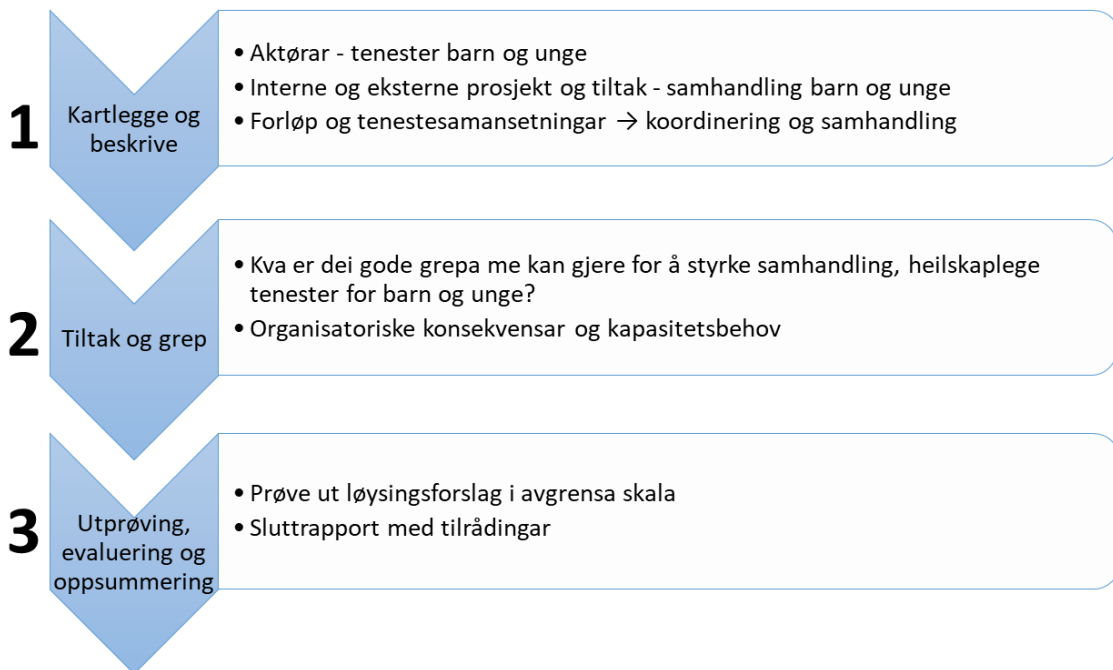 1
Kartlegge og
beskrive
• Aktørar - tenester barn og unge
• Interne og eksterne prosjekt og tiltak - samhandling barn og unge
• Forløp og tenestesamansetningar → koordinering og samhandling
2
Tiltak og grep
• Kva er dei gode grepa me kan gjere for å styrke samhandling, heilskaplege
tenester for barn og unge?
• Organisatoriske konsekvensar og kapasitetsbehov
3
Utprøving,
evaluering og
oppsummering
• Prøve ut løysingsforslag i avgrensa skala
• Sluttrapport med tilrådingar